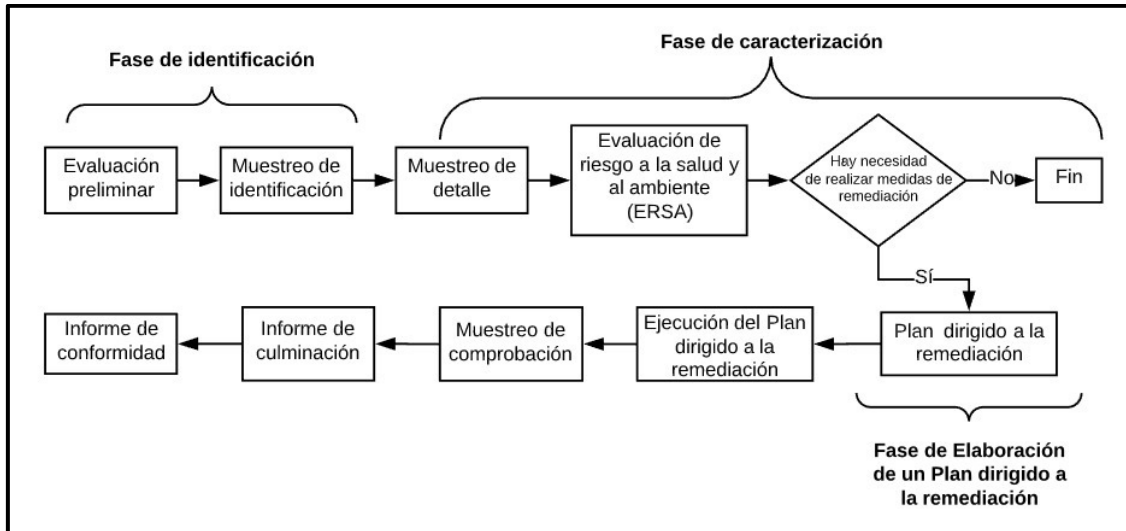 Fase de identificación
Fase de caracterización
Evaluación
preliminar
Muestreo de
identificación
Muestreo de
detalle
Evaluación de
riesgo a la salud y
al ambiente
(ERSA)
Hay necesidad
de realizar medidas de
remediación
No
Fin
Sí
Plan dirigido a la
remediación
Ejecución del Plan
dirigido a la
remediación
Muestreo de
comprobación
Informe de
culminación
Informe de
conformidad
Fase de Elaboración
de un Plan dirigido a
la remediación